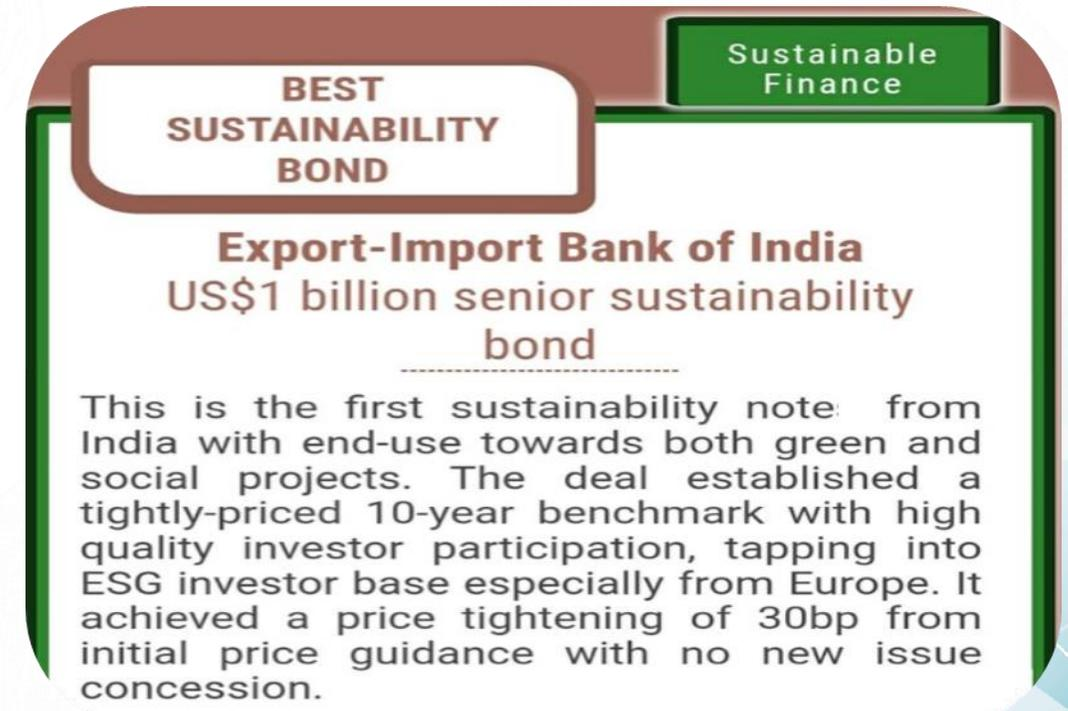 Sustainable
Finance
BEST
SUSTAINABILITY
BOND
Export-Import Bank of India
US$1 billion senior sustainability
bond
This is the first sustainability note from
India with end-use towards both green and
social projects. The deal established a
tightly-priced 10-year benchmark with high
quality investor participation, tapping into
ESG investor base especially from Europe. It
achieved a price tightening of 30bp from
initial price guidance with no new issue
concession.